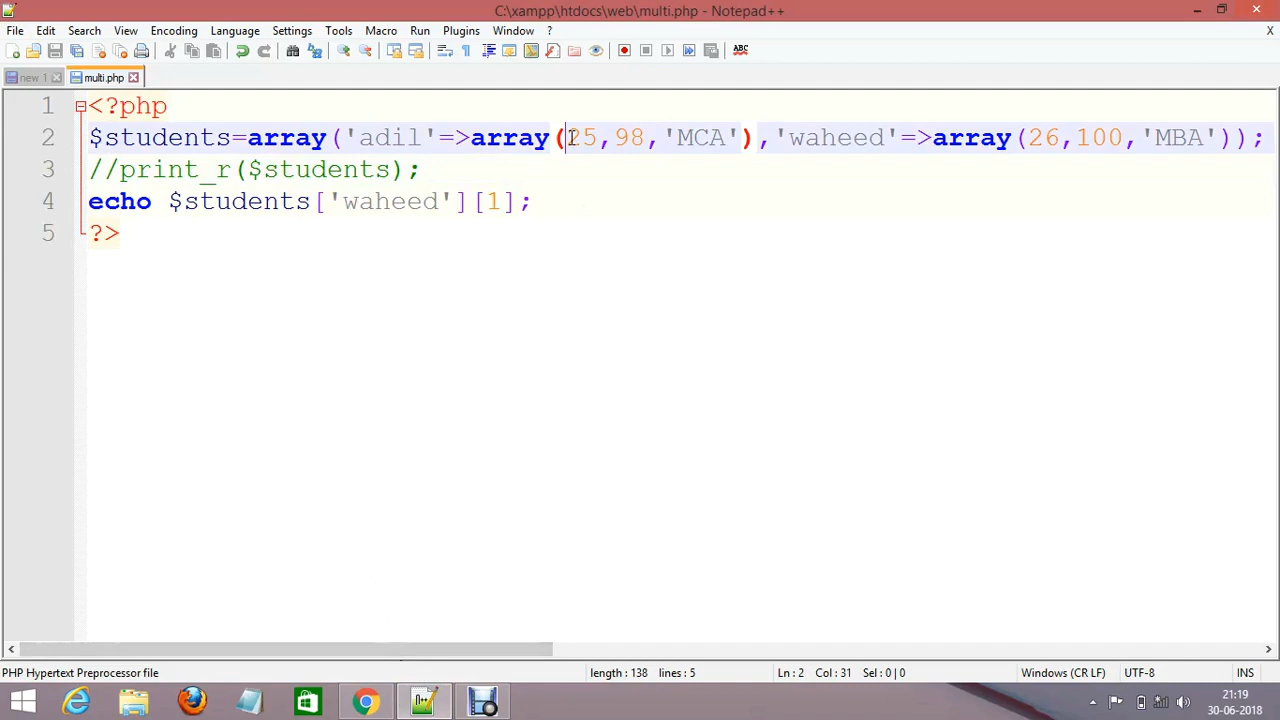 C:\xampp\htdocs\web\multi.php - Notepad++
File Edit Search View Encoding Language Settings Tools Macro Run Plugins Window ? X
ABC
new 1 multi.php
1 <?php
2 $students=array('adil'=>array(25,98,'MCA'),'waheed'=>array(26,100,'MBA'));
3 //print_r($students);
4 echo $students['waheed'][1];
5 ?>
PHP Hypertext Preprocessor file length : 138 lines : 5 Ln : 2 Col : 31 Sel : 0 | 0 Windows (CR LF) UTF-8 INS
21:19
30-06-2018